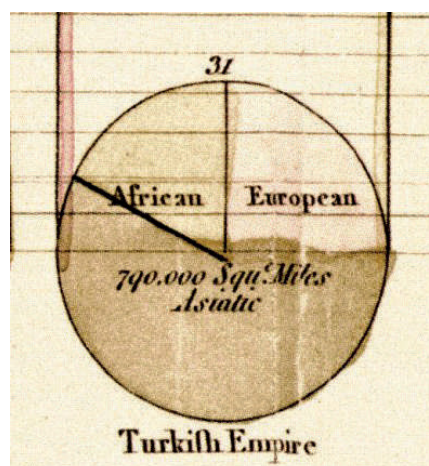 31
African European
790.000 Squ. Miles
Asiatic
Turkiſh Empire